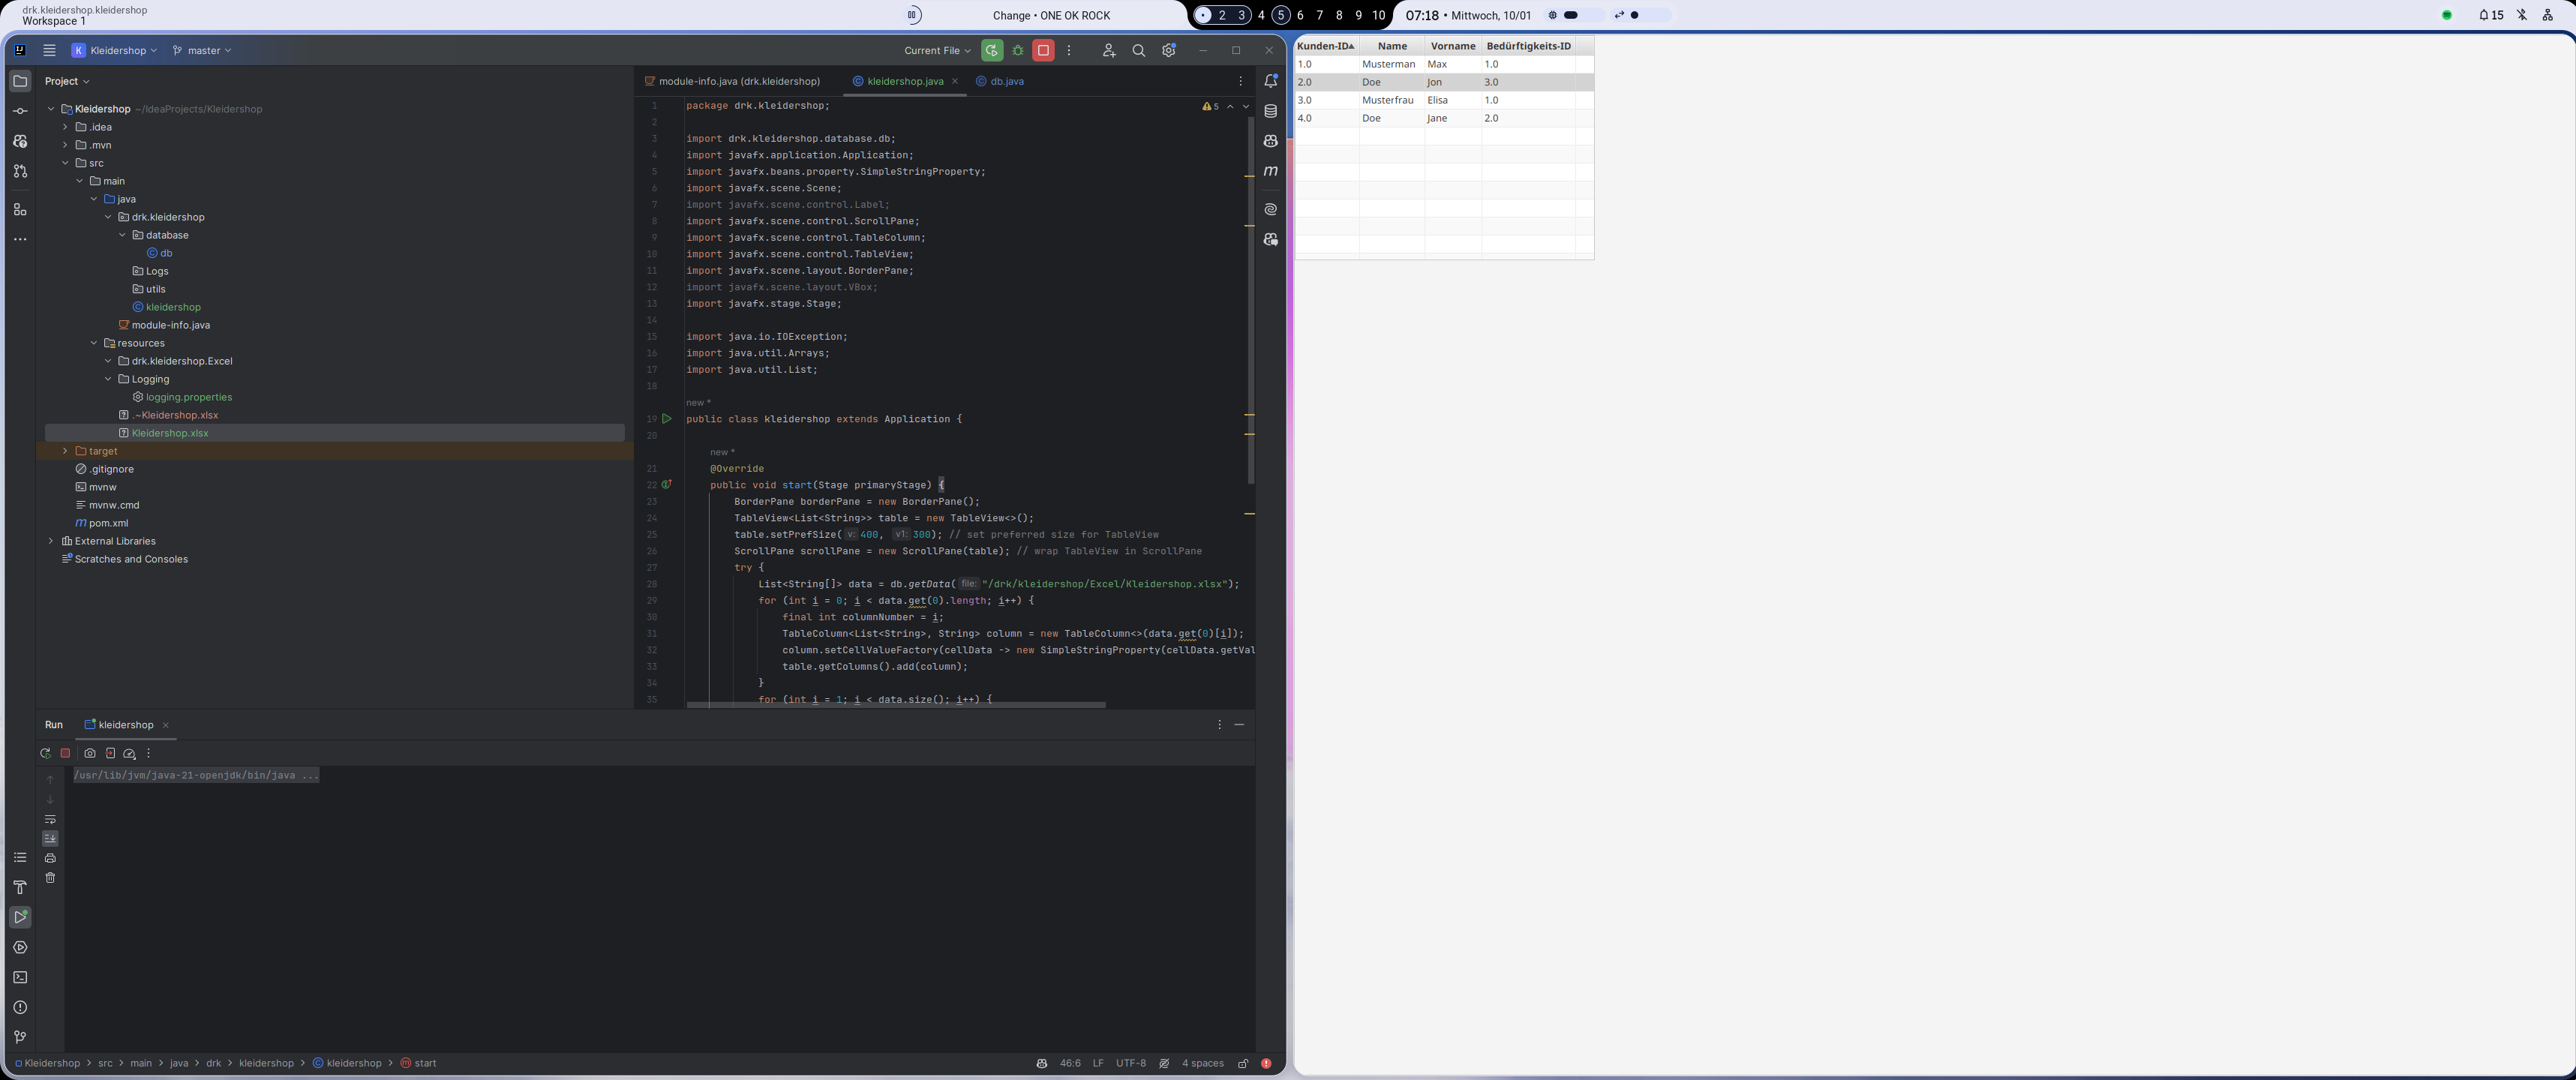 drk.kleidershop.kleidershop
Workspace 1
Change • ONE OK ROCK
2 3 4 5 6 7 8 9 10
07:18 • Mittwoch, 10/01
15
K Kleidershop
master
Current File
Project
Kleidershop ~/IdeaProjects/Kleidershop
.idea
.mvn
src
main
java
drk.kleidershop
database
db
Logs
utils
kleidershop
module-info.java
resources
drk.kleidershop.Excel
Logging
logging.properties
.~Kleidershop.xlsx
Kleidershop.xlsx
target
.gitignore
mvnw
mvnw.cmd
pom.xml
External Libraries
Scratches and Consoles
module-info.java (drk.kleidershop)
kleidershop.java
db.java
5
1 package drk.kleidershop;
2
3 import drk.kleidershop.database.db;
4 import javafx.application.Application;
5 import javafx.beans.property.SimpleStringProperty;
6 import javafx.scene.Scene;
7 import javafx.scene.control.Label;
8 import javafx.scene.control.ScrollPane;
9 import javafx.scene.control.TableColumn;
10 import javafx.scene.control.TableView;
11 import javafx.scene.layout.BorderPane;
12 import javafx.scene.layout.VBox;
13 import javafx.stage.Stage;
14
15 import java.io.IOException;
16 import java.util.Arrays;
17 import java.util.List;
18
new *
19 public class kleidershop extends Application {
20
new *
21 @Override
22 public void start(Stage primaryStage) {
23 BorderPane borderPane = new BorderPane();
24 TableView<List<String>> table = new TableView<>();
25 table.setPrefSize( v: 400, v1: 300); // set preferred size for TableView
26 ScrollPane scrollPane = new ScrollPane(table); // wrap TableView in ScrollPane
27 try {
28 List<String[]> data = db.getData( file: "/drk/kleidershop/Excel/Kleidershop.xlsx");
29 for (int i = 0; i < data.get(0).length; i++) {
30 final int columnNumber = i;
31 TableColumn<List<String>, String> column = new TableColumn<>(data.get(0)[i]);
32 column.setCellValueFactory(cellData -> new SimpleStringProperty(cellData.getVal
33 table.getColumns().add(column);
34 }
35 for (int i = 1; i < data.size(); i++) {
Run
kleidershop
/usr/lib/jvm/java-21-openjdk/bin/java ...
Kleidershop > src > main > java > drk > kleidershop > kleidershop > start
46:6 LF UTF-8 4 spaces
Kunden-ID Name Vorname Bedürftigkeits-ID
1.0 Musterman Max 1.0
2.0 Doe Jon 3.0
3.0 Musterfrau Elisa 1.0
4.0 Doe Jane 2.0